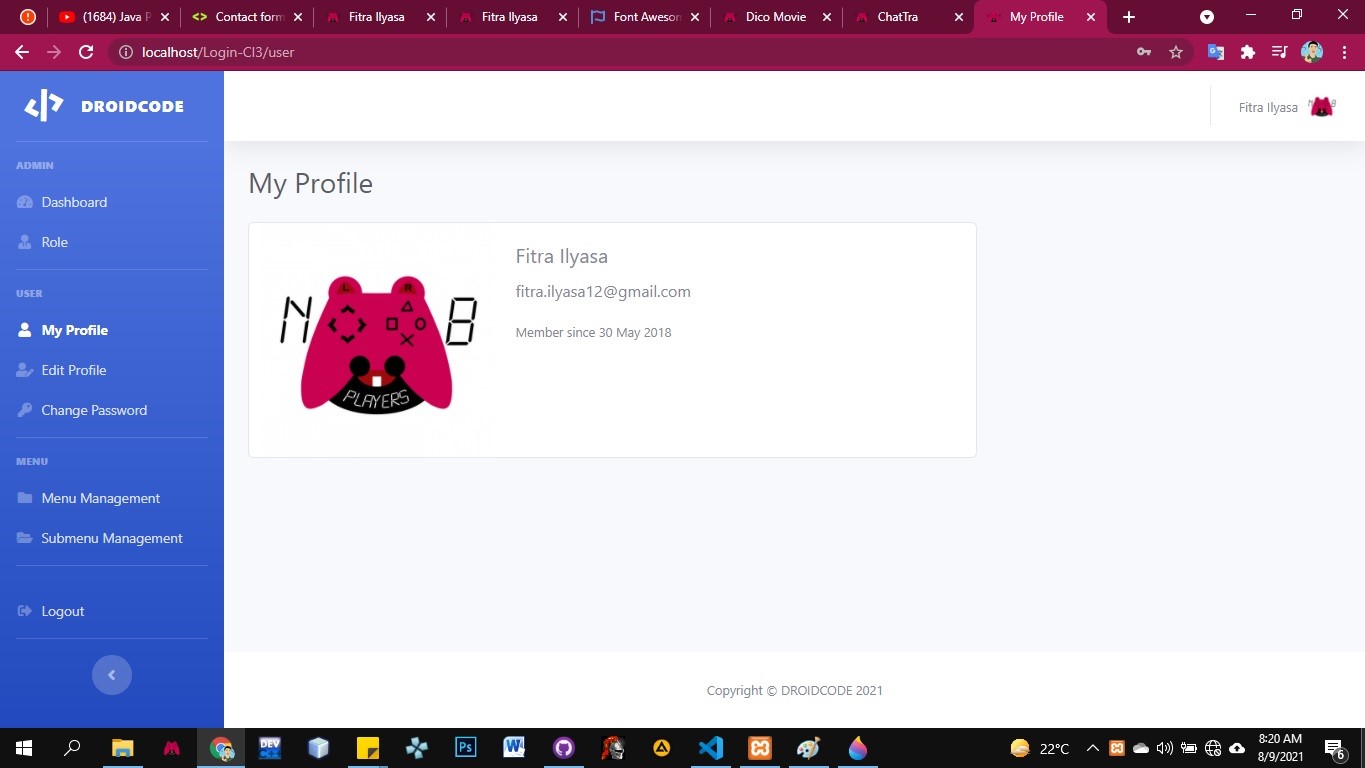 (1684) Java P
Contact form
Fitra Ilyasa
Fitra Ilyasa
Font Aweson
Dico Movie
ChatTra
My Profile
localhost/Login-CI3/user
DROIDCODE
Fitra Ilyasa
ADMIN
Dashboard
Role
USER
My Profile
Edit Profile
Change Password
MENU
Menu Management
Submenu Management
Logout
My Profile
N 8
L R
PLAYERS
Fitra Ilyasa
fitra.ilyasa12@gmail.com
Member since 30 May 2018
Copyright © DROIDCODE 2021
DEV
Ps
W
22°C
8:20 AM
8/9/2021
6